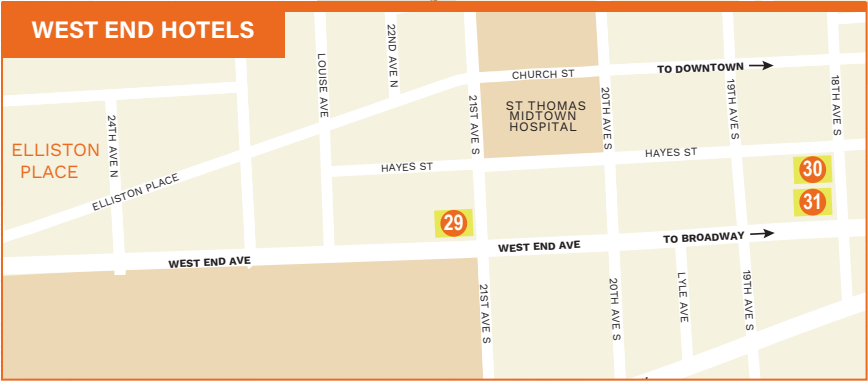 WEST END HOTELS
22ND AVE N
LOUISE AVE
CHURCH ST
TO DOWNTOWN
21ST AVE S
ST THOMAS
MIDTOWN
HOSPITAL
20TH AVE S
19TH AVE S
18TH AVE S
24TH AVE N
ELLISTON
PLACE
ELLISTON PLACE
HAYES ST
HAYES ST
30
31
29
WEST END AVE
WEST END AVE
TO BROADWAY
21ST AVE S
20TH AVE S
LYLE AVE
19TH AVE S